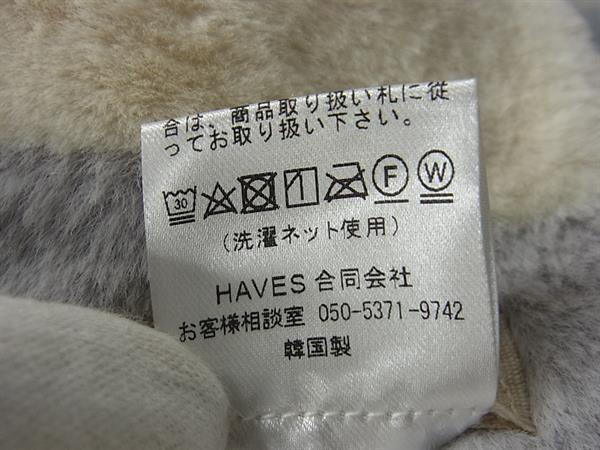 合は、商品取り扱い札に従
ってお取り扱い下さい。
30
F
W
(洗濯ネット使用)
HAVES 合同会社
お客様相談室 050-5371-9742
韓国製